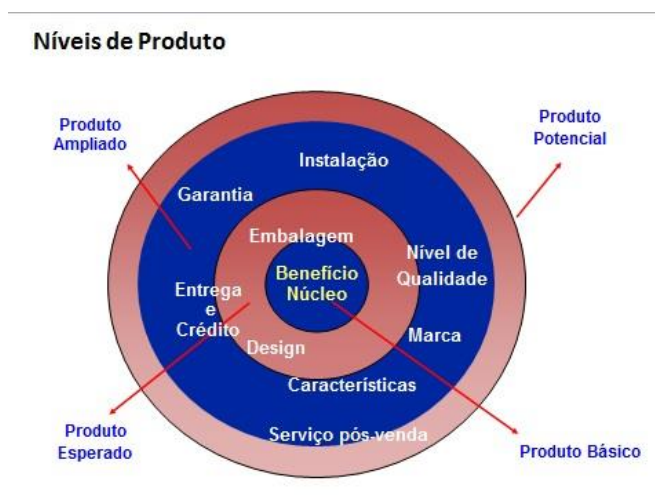 Níveis de Produto
Produto
Ampliado
Produto
Potencial
Instalação
Garantia
Embalagem
Nível de
Qualidade
Benefício
Núcleo
Entrega
e
Crédito
Design
Marca
Características
Serviço pós-venda
Produto
Esperado
Produto Básico